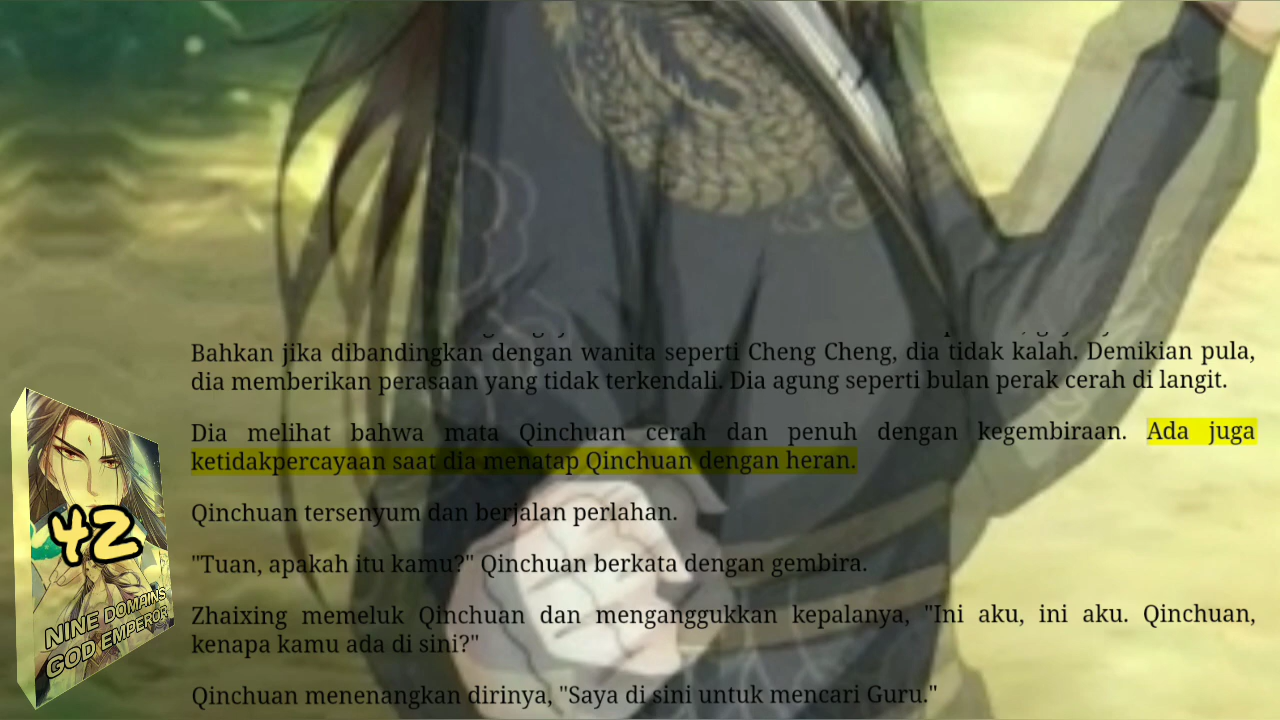 Bahkan jika dibandingkan dengan wanita seperti Cheng Cheng, dia tidak kalah. Demikian pula,
dia memberikan perasaan yang tidak terkendali. Dia agung seperti bulan perak cerah di langit.
Dia melihat bahwa mata Qinchuan cerah dan penuh dengan kegembiraan. Ada juga
ketidakpercayaan saat dia menatap Qinchuan dengan heran.
Qinchuan tersenyum dan berjalan perlahan.
"Tuan, apakah itu kamu?" Qinchuan berkata dengan gembira.
Zhaixing memeluk Qinchuan dan menganggukkan kepalanya, "Ini aku, ini aku. Qinchuan,
kenapa kamu ada di sini?"
Qinchuan menenangkan dirinya, "Saya di sini untuk mencari Guru."
42
NINE DOMAINS
GOD EMPEROR